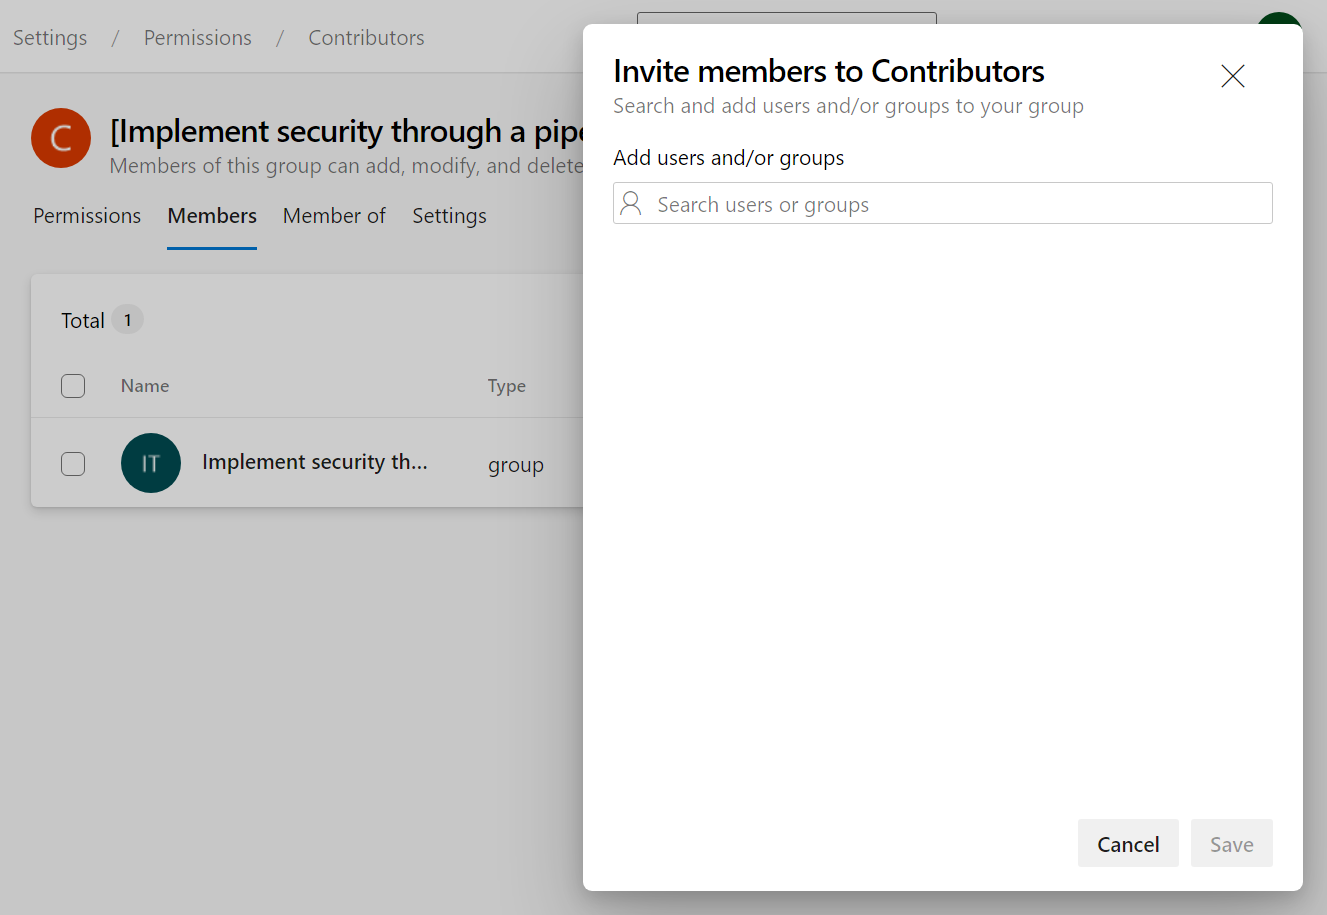 Settings / Permissions / Contributors
C
[Implement security through a pipe
Members of this group can add, modify, and delete
Permissions Members Member of Settings
Total 1
Name Type
IT Implement security th... group
Invite members to Contributors
Search and add users and/or groups to your group
Add users and/or groups
Search users or groups
Cancel Save